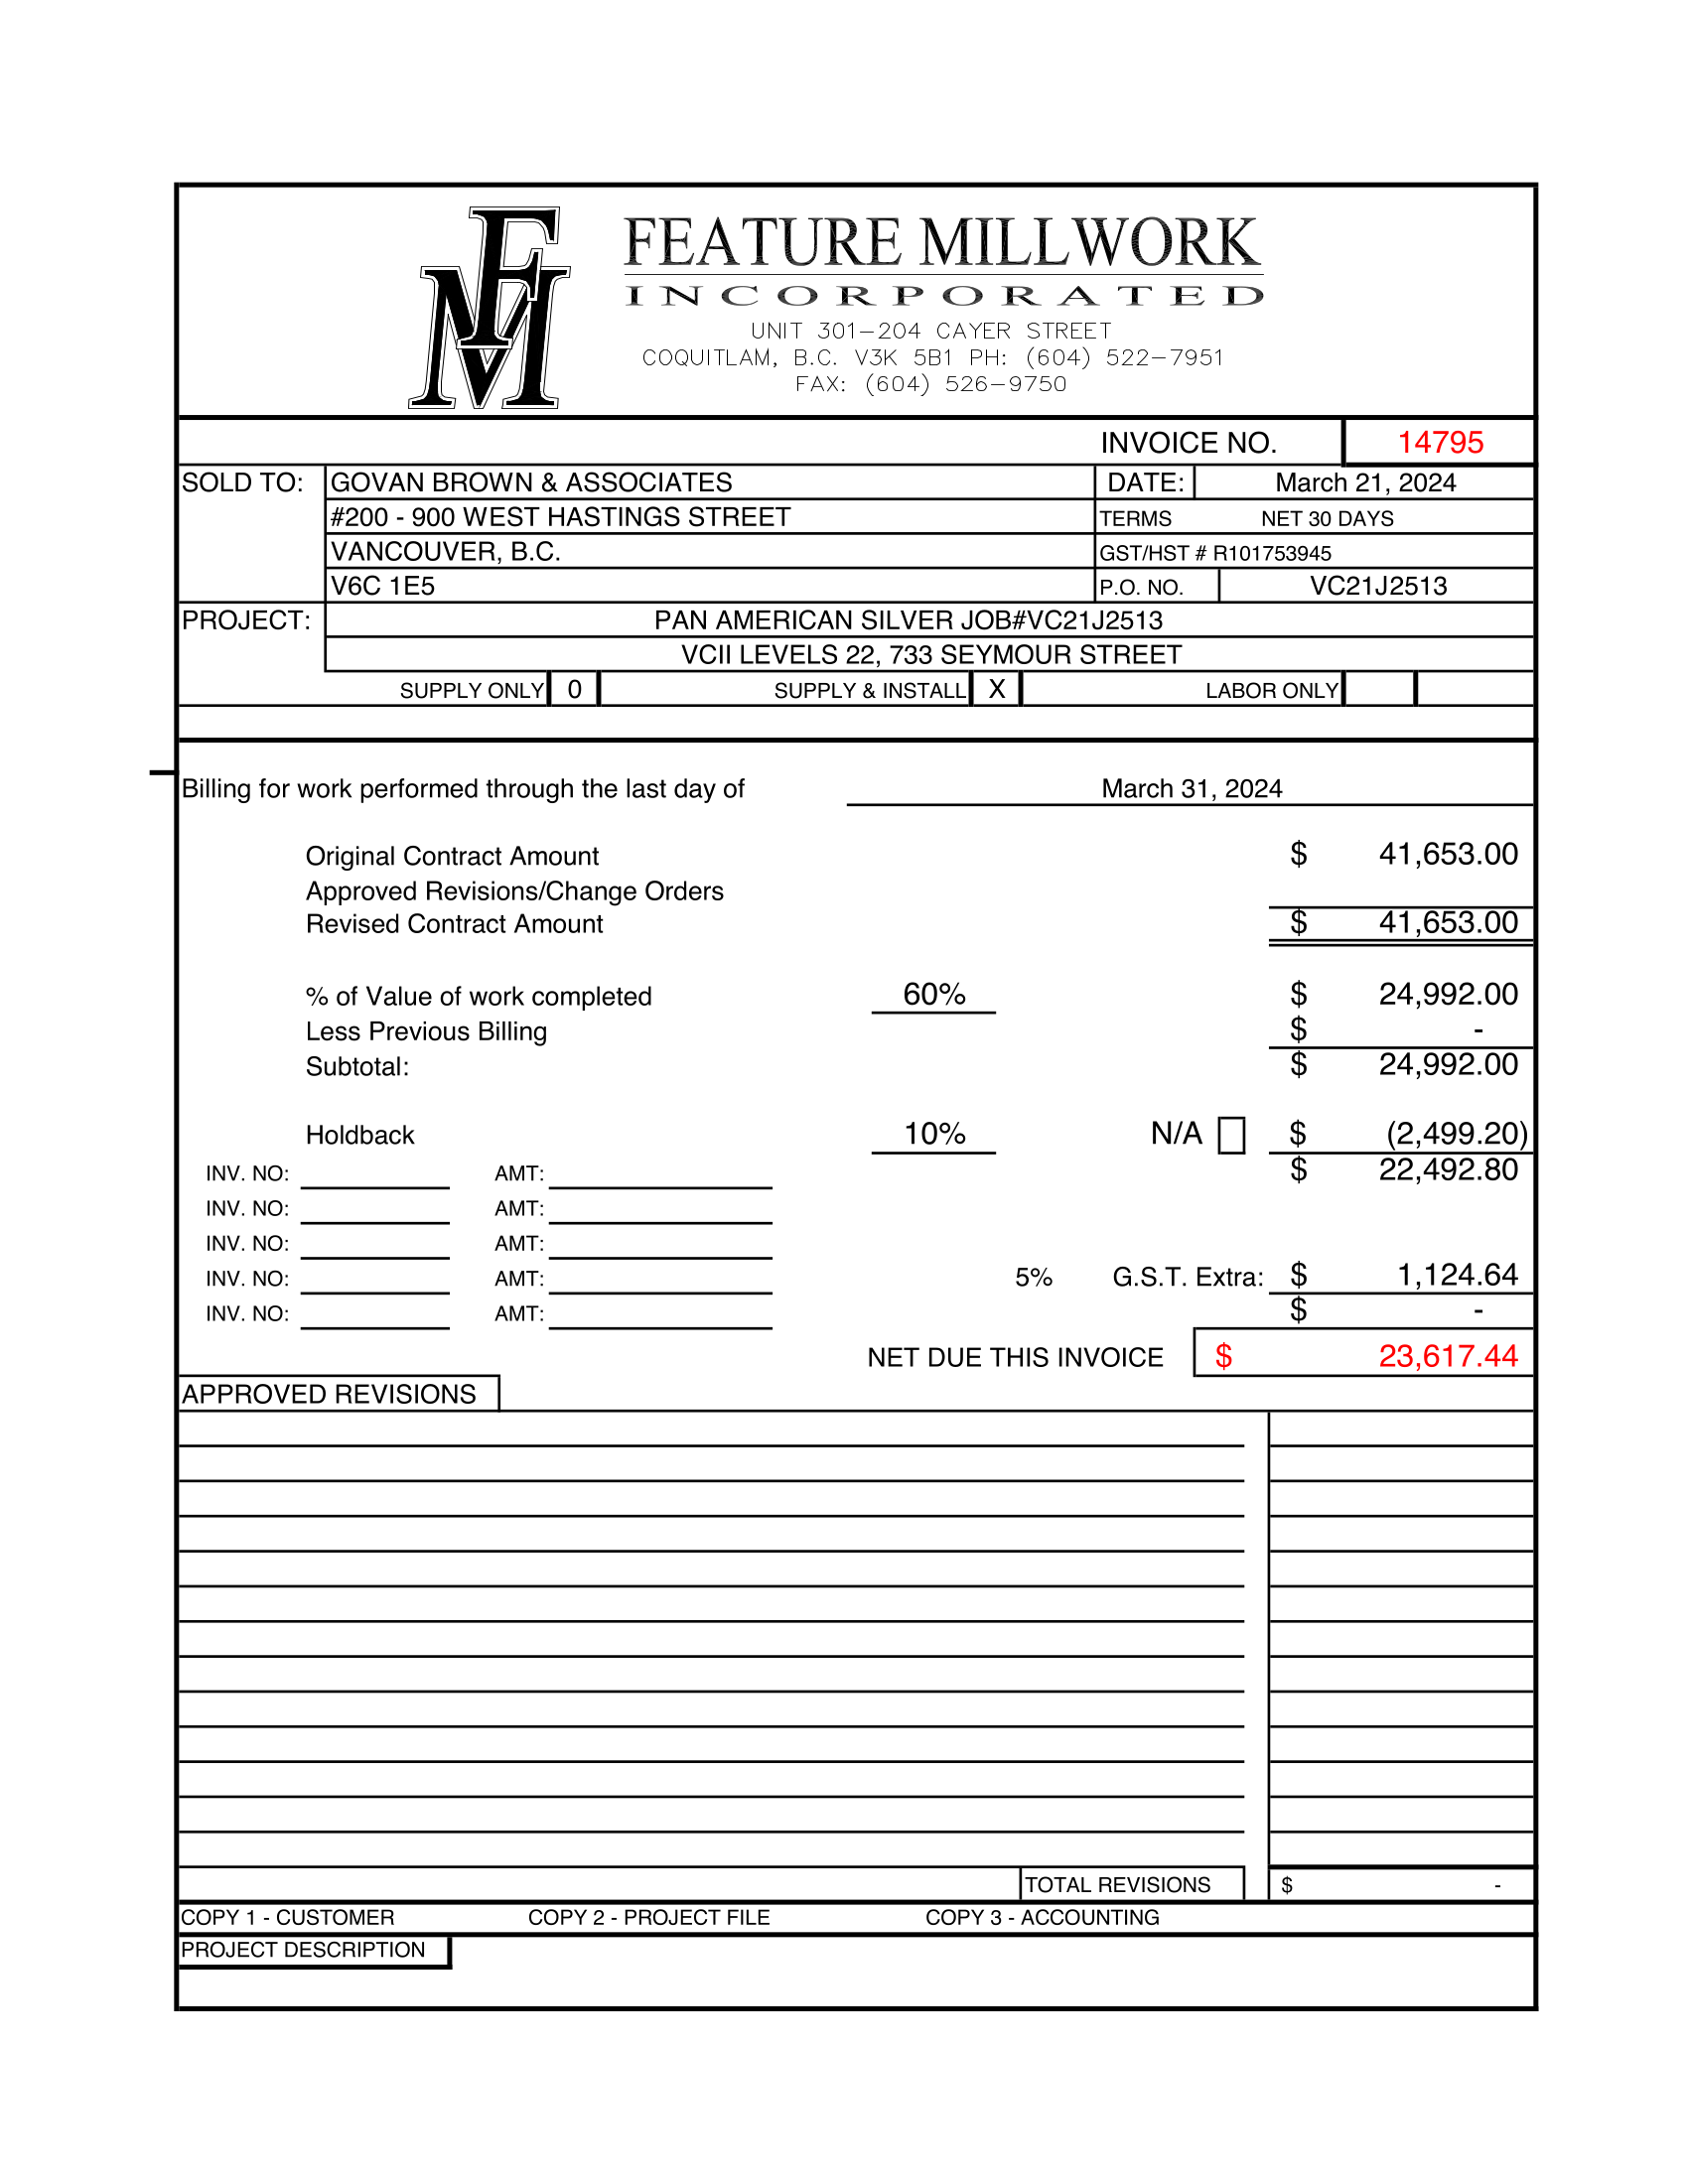 FM
FEATURE MILLWORK
INCORPORATED
UNIT 301-204 CAYER STREET
COQUITLAM, B.C. V3K 5B1 PH: (604) 522-7951
FAX: (604) 526-9750
INVOICE NO. 14795
SOLD TO: GOVAN BROWN & ASSOCIATES DATE: March 21, 2024
#200 - 900 WEST HASTINGS STREET TERMS NET 30 DAYS
VANCOUVER, B.C. GST/HST # R101753945
V6C 1E5 P.O. NO. VC21J2513
PROJECT: PAN AMERICAN SILVER JOB#VC21J2513
VCII LEVELS 22, 733 SEYMOUR STREET
SUPPLY ONLY 0 SUPPLY & INSTALL X LABOR ONLY
Billing for work performed through the last day of March 31, 2024
Original Contract Amount $ 41,653.00
Approved Revisions/Change Orders
Revised Contract Amount $ 41,653.00
% of Value of work completed 60% $ 24,992.00
Less Previous Billing $ -
Subtotal: $ 24,992.00
Holdback 10% N/A $ (2,499.20)
INV. NO: AMT: $ 22,492.80
INV. NO: AMT:
INV. NO: AMT:
INV. NO: AMT: 5% G.S.T. Extra: $ 1,124.64
INV. NO: AMT: $ -
NET DUE THIS INVOICE $ 23,617.44
APPROVED REVISIONS
TOTAL REVISIONS $ -
COPY 1 - CUSTOMER COPY 2 - PROJECT FILE COPY 3 - ACCOUNTING
PROJECT DESCRIPTION